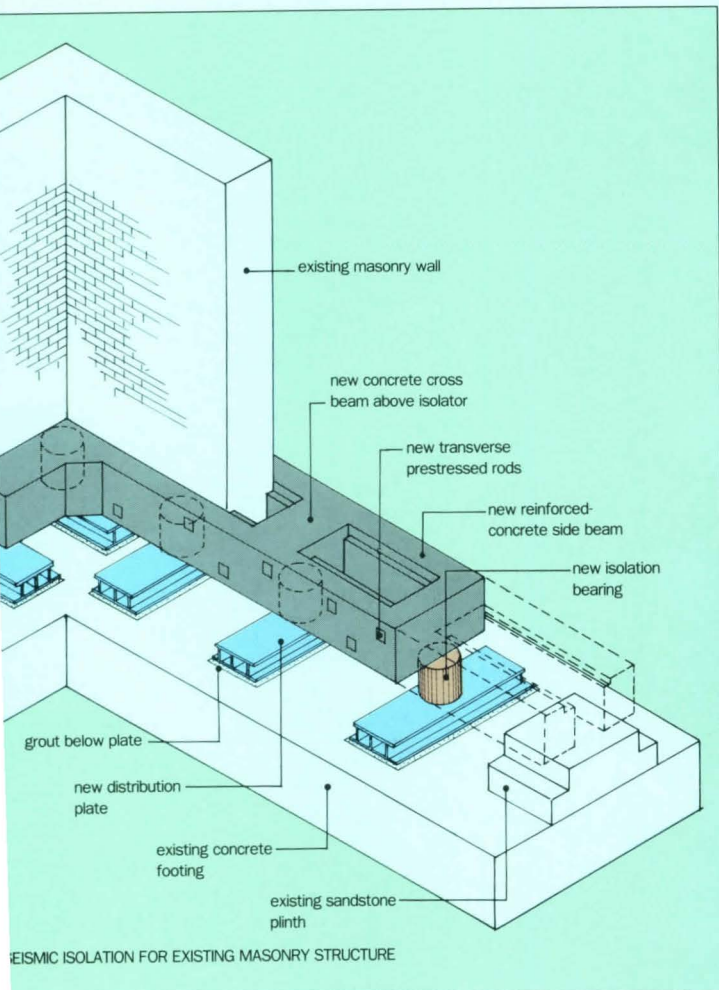 existing masonry wall
new concrete cross
beam above isolator
new transverse
prestressed rods
new reinforced-
concrete side beam
new isolation
bearing
grout below plate
new distribution
plate
existing concrete
footing
existing sandstone
plinth
SEISMIC ISOLATION FOR EXISTING MASONRY STRUCTURE